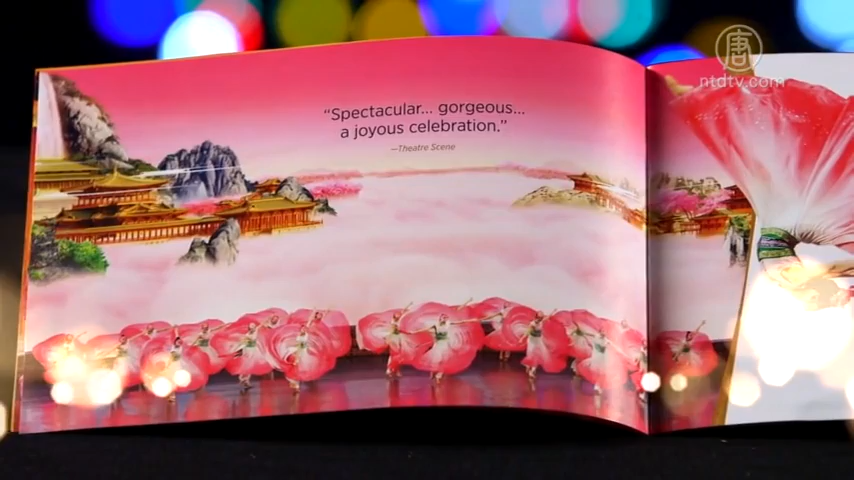 “Spectacular... gorgeous...
a joyous celebration.”
—Theatre Scene
唐
ntdtv.com